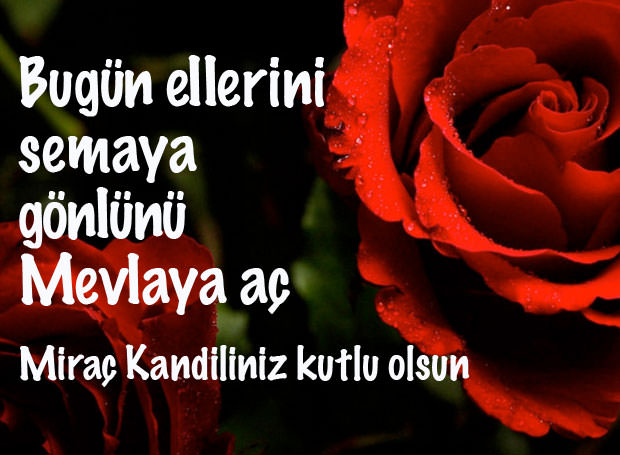 Bugün ellerini
semaya
gönlünü
Mevlaya aç
Miraç Kandiliniz kutlu olsun